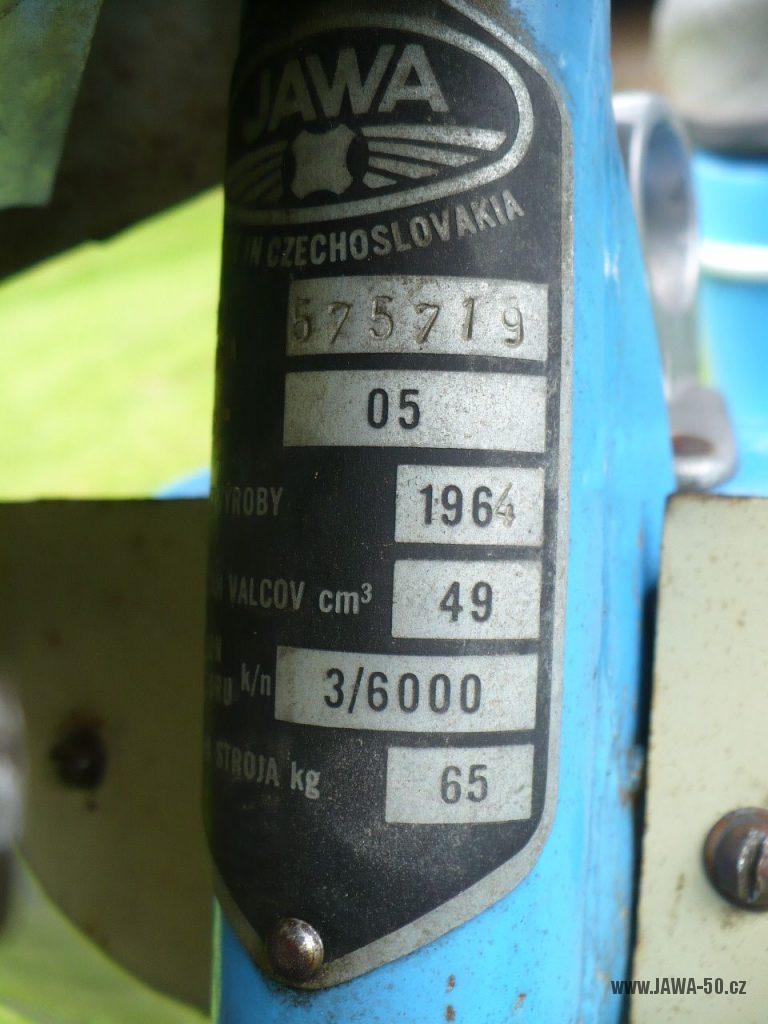 JAWA
IN CZECHOSLOVAKIA
575719
05
VÝROBY
1964
VALCOV cm³
49
k/n
3/6000
STROJA kg
65
www.JAWA-50.cz